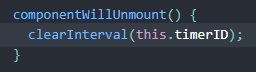 componentWillUnmount() {
  clearInterval(this.timerID);
}